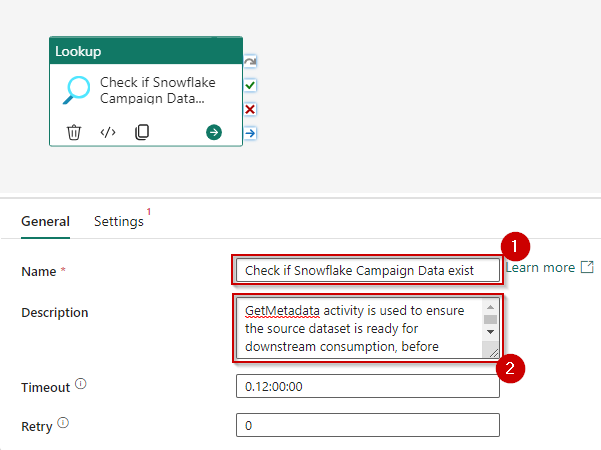 Lookup
Check if Snowflake
Campaign Data...
General
Settings 1
1
Name *
Check if Snowflake Campaign Data exist
Learn more
Description
GetMetadata activity is used to ensure
the source dataset is ready for
downstream consumption, before
2
Timeout
0.12:00:00
Retry
0